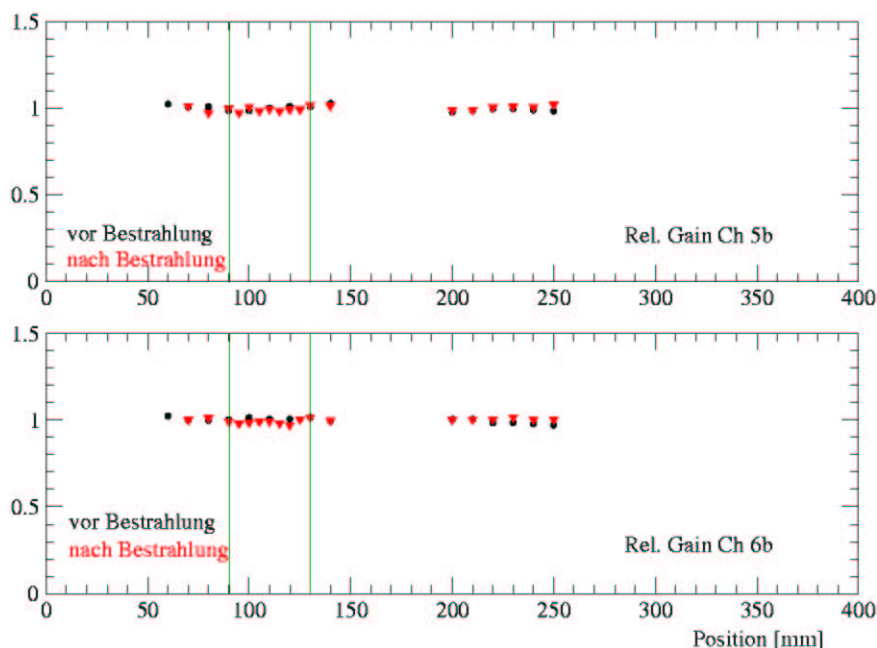 1.5
1
0.5
0
vor Bestrahlung
nach Bestrahlung
Rel. Gain Ch 5b
0 50 100 150 200 250 300 350 400
1.5
1
0.5
0
vor Bestrahlung
nach Bestrahlung
Rel. Gain Ch 6b
0 50 100 150 200 250 300 350 400
Position [mm]